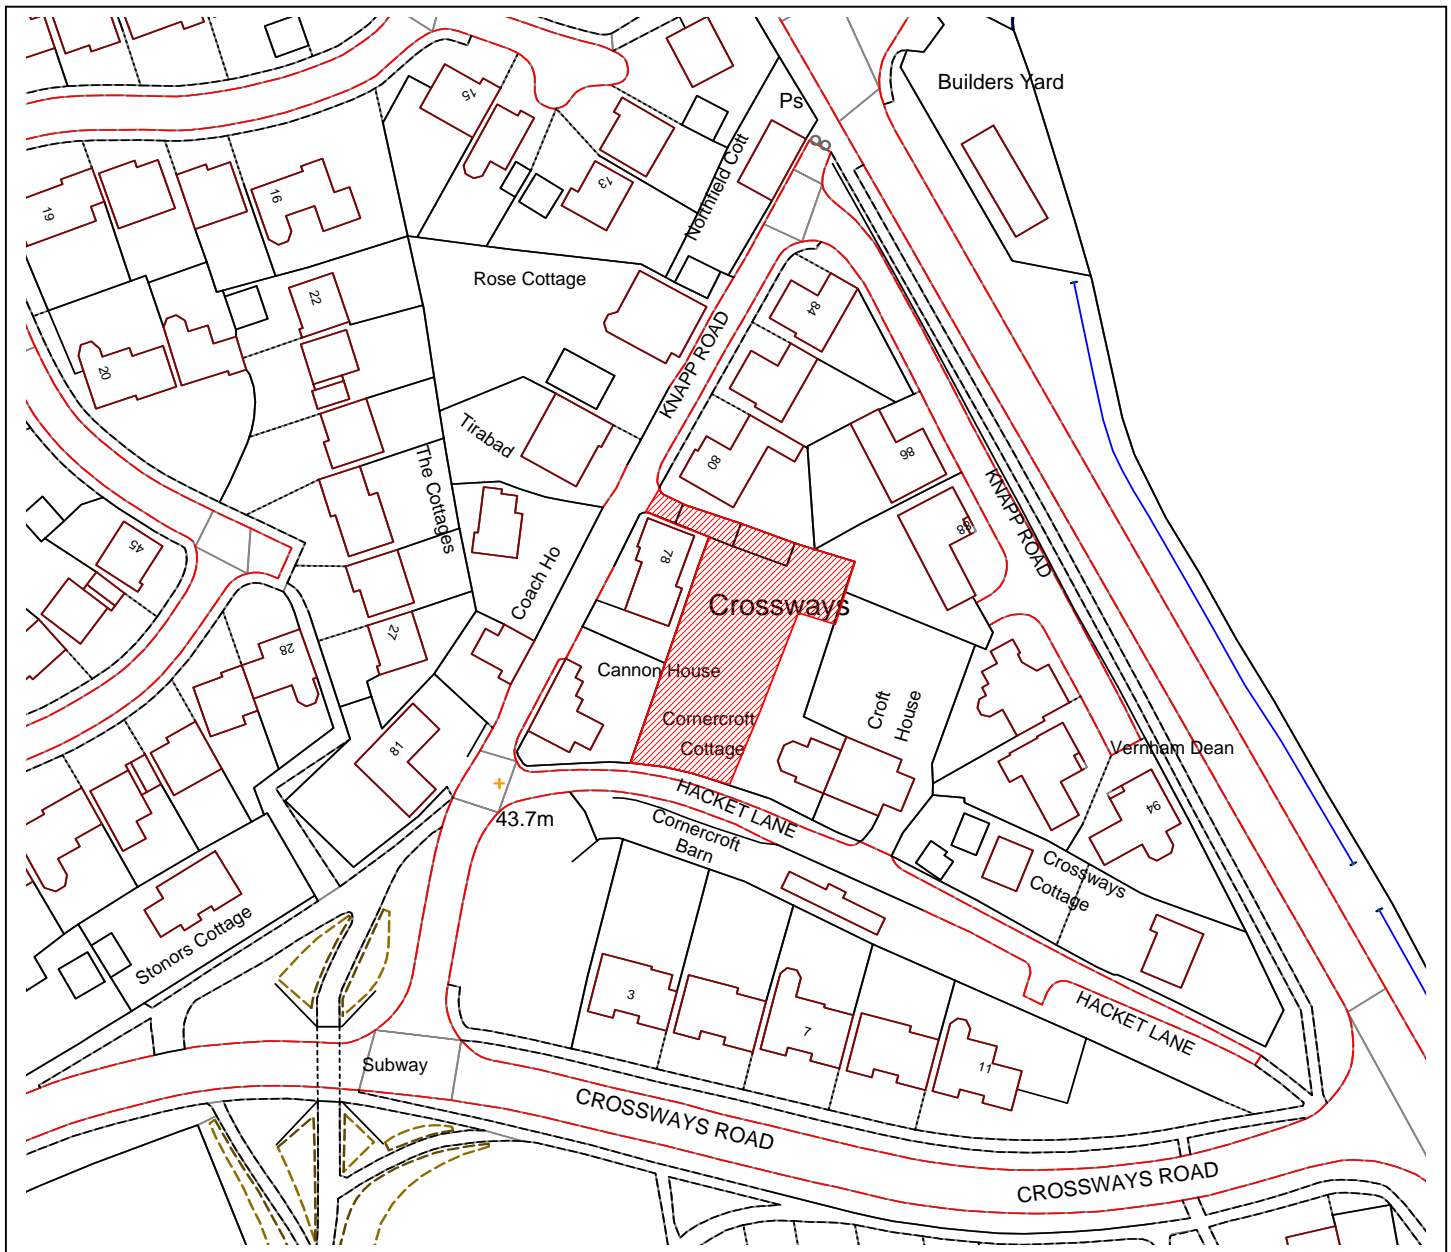 Builders Yard
Ps
15
13
Northfield Cott
19
16
Rose Cottage
22
84
KNAPP ROAD
20
Tirabad
80
86
The Cottages
KNAPP ROAD
88
45
78
Coach Ho
Crossways
27
28
Cannon House
Croft
House
Cornercroft
Cottage
81
Vernham Dean
HACKET LANE
94
43.7m
Cornercroft
Barn
Crossways
Cottage
Stonors Cottage
3
7
HACKET LANE
11
Subway
CROSSWAYS ROAD
CROSSWAYS ROAD